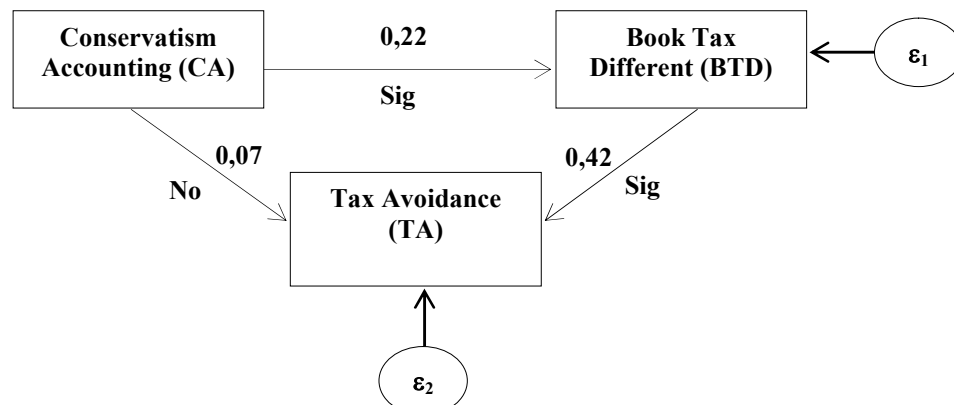 Conservatism
Accounting (CA)
0,22
Sig
Book Tax
Different (BTD)
ε1
0,07
No
0,42
Sig
Tax Avoidance
(TA)
ε2